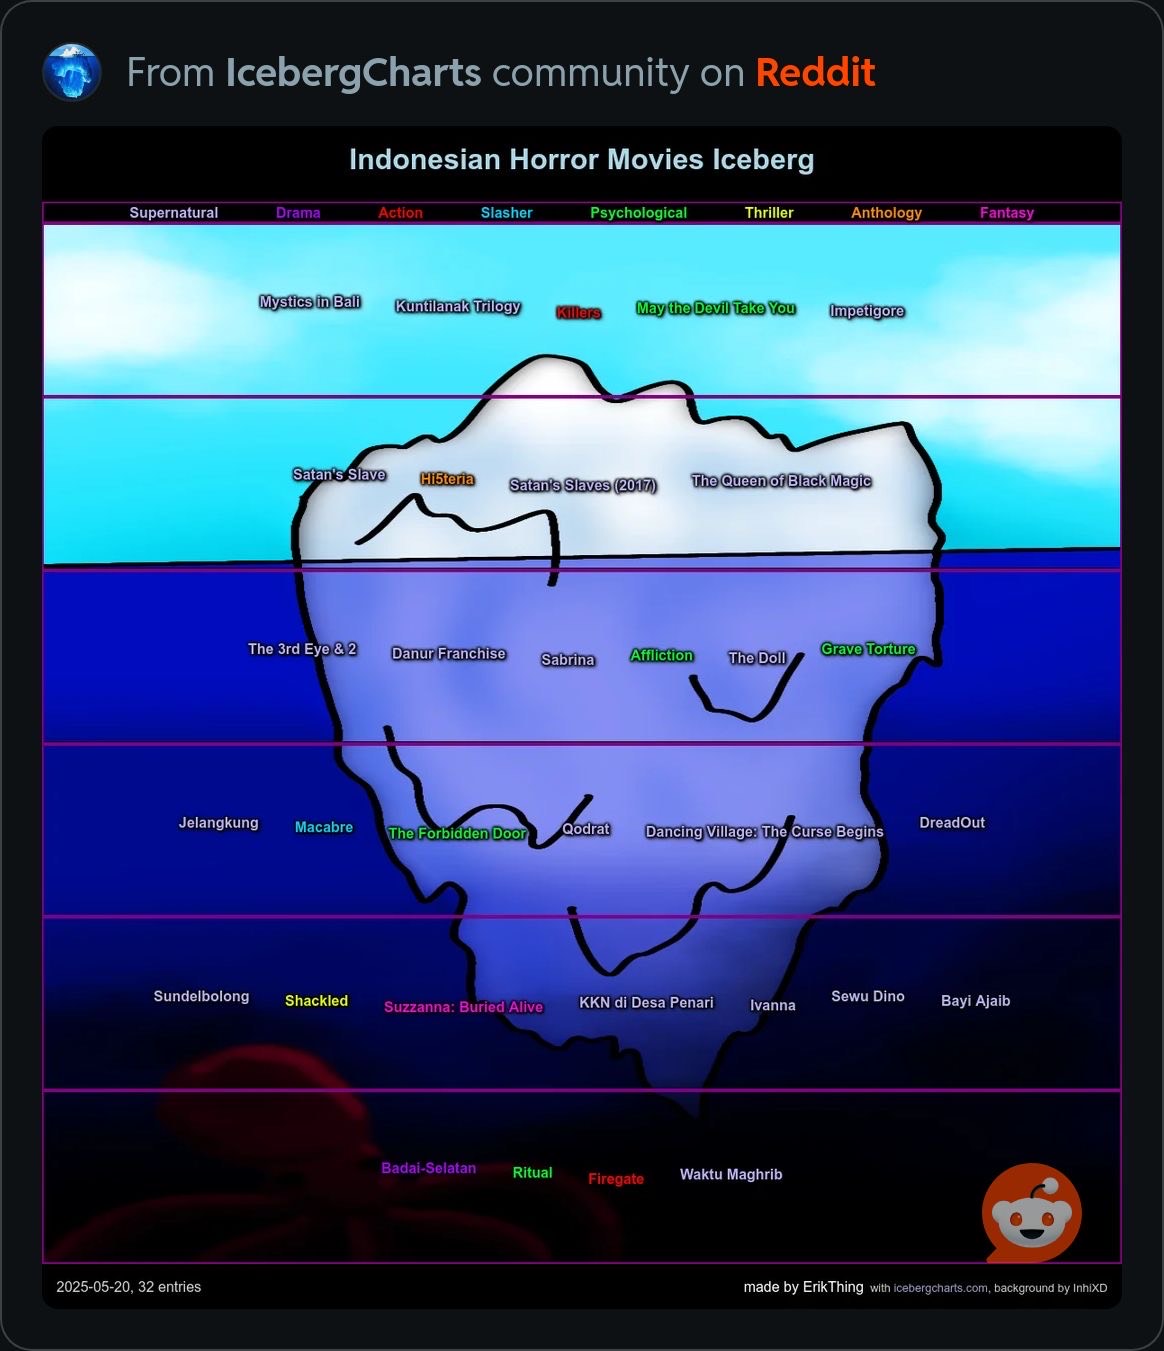 From IcebergCharts community on Reddit
Indonesian Horror Movies Iceberg
Supernatural Drama Action Slasher Psychological Thriller Anthology Fantasy
Mystics in Bali Kuntilanak Trilogy Killers May the Devil Take You Impetigore
Satan's Slave Hi5teria Satan's Slaves (2017) The Queen of Black Magic
The 3rd Eye & 2 Danur Franchise Sabrina Affliction The Doll Grave Torture
Jelangkung Macabre The Forbidden Door Qodrat Dancing Village: The Curse Begins DreadOut
Sundelbolong Shackled Suzzanna: Buried Alive KKN di Desa Penari Ivanna Sewu Dino Bayi Ajaib
Badai-Selatan Ritual Firegate Waktu Maghrib
2025-05-20, 32 entries made by ErikThing with icebergcharts.com, background by InhiXD